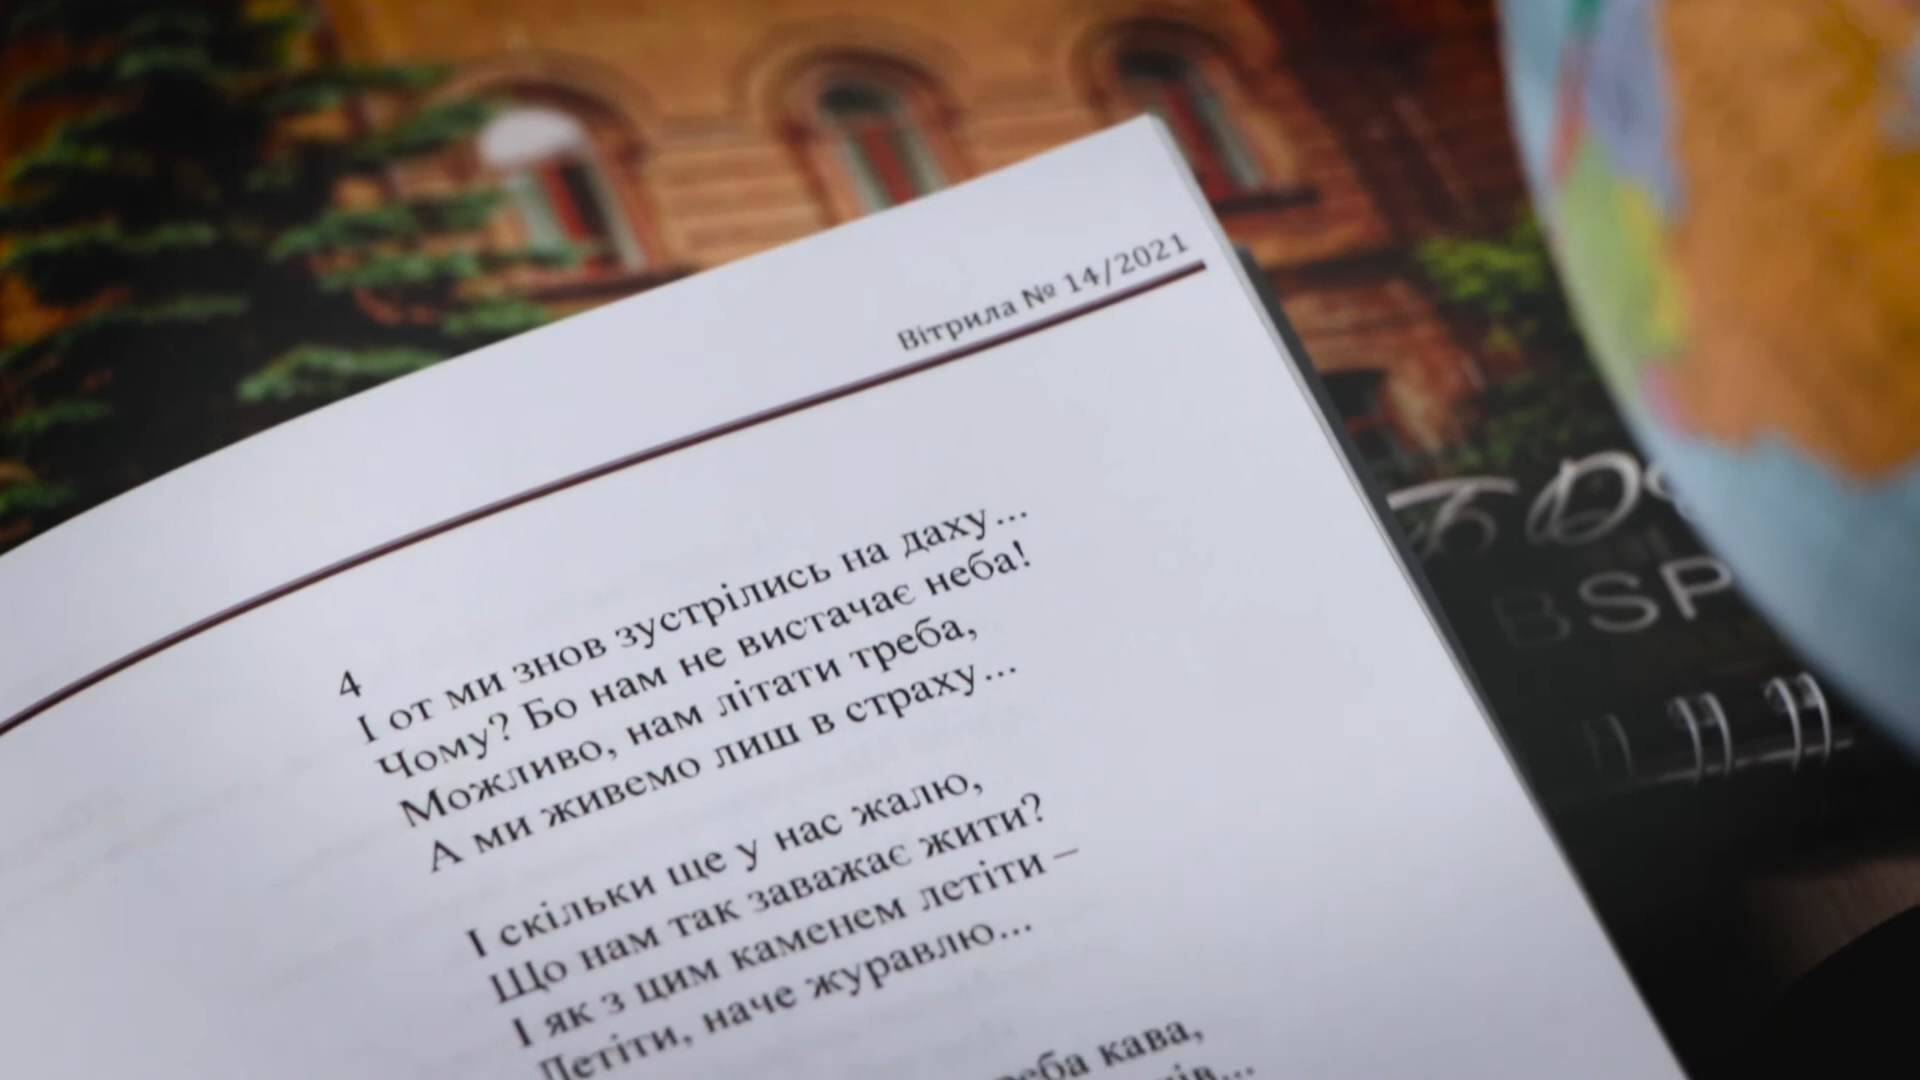 Вітрила № 14/2021
4
І от ми знов зустрілись на даху...
Чому? Бо нам не вистачає неба!
Можливо, нам літати треба,
А ми живемо лиш в страху...
І скільки ще у нас жалю,
Що нам так заважає жити?
І як з цим каменем летіти –
Летіти, наче журавлю...
кава,
BSP